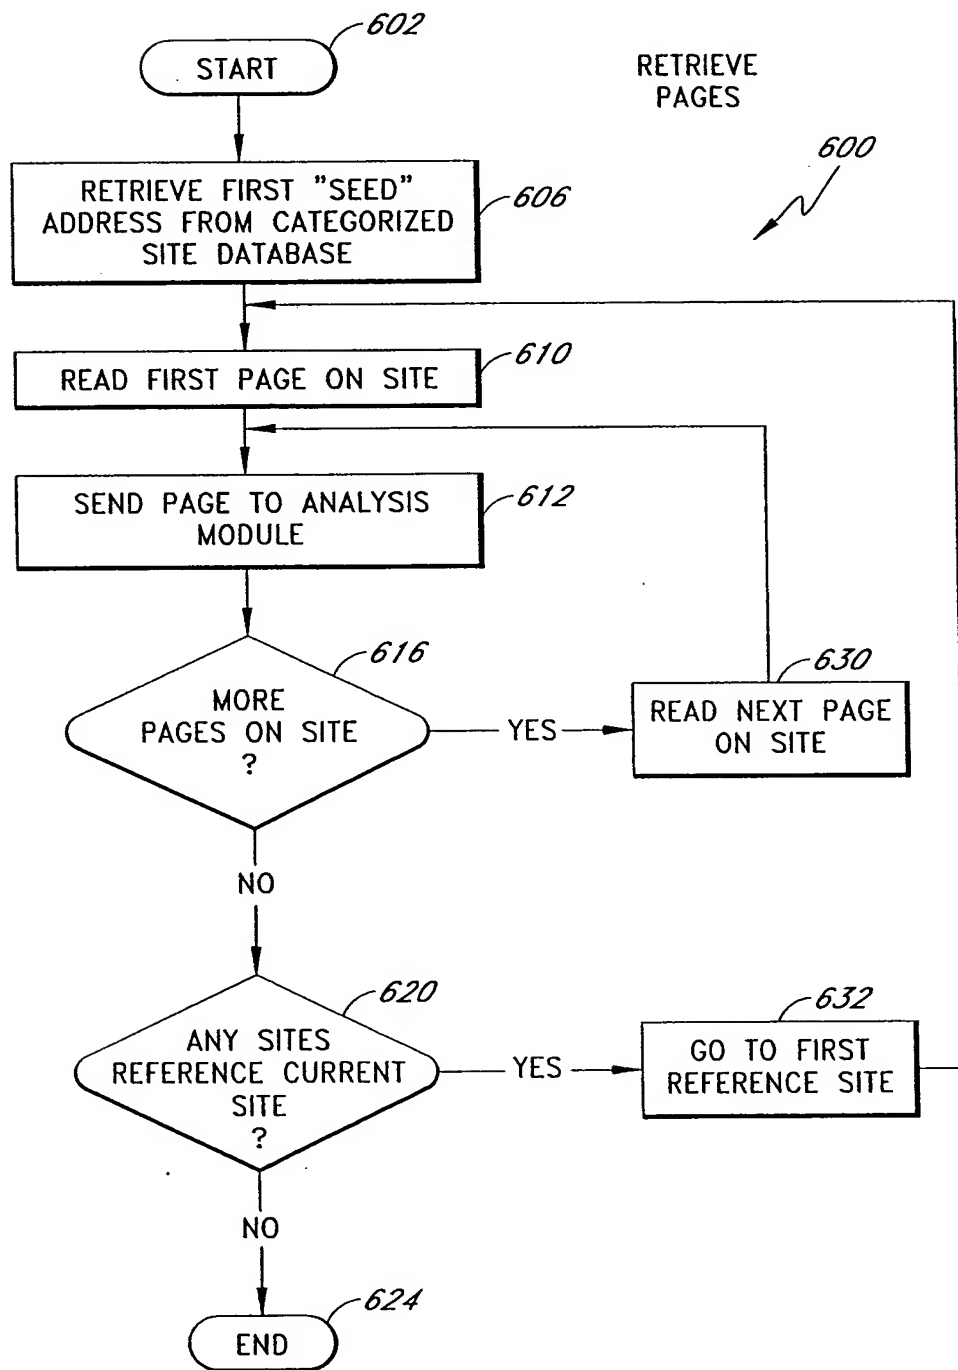 602
START
RETRIEVE
PAGES
600
RETRIEVE FIRST "SEED"
ADDRESS FROM CATEGORIZED
SITE DATABASE
606
READ FIRST PAGE ON SITE
610
SEND PAGE TO ANALYSIS
MODULE
612
MORE
PAGES ON SITE
?
616
YES
READ NEXT PAGE
ON SITE
630
NO
ANY SITES
REFERENCE CURRENT
SITE
?
620
YES
GO TO FIRST
REFERENCE SITE
632
NO
END
624